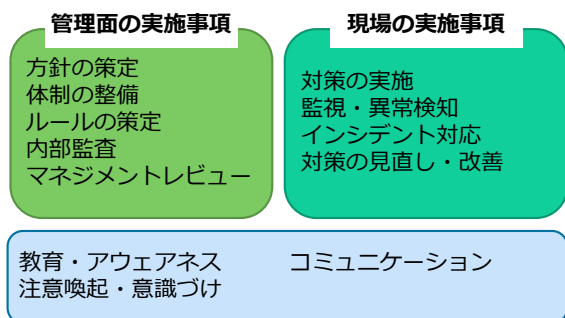 管理面の実施事項
方針の策定
体制の整備
ルールの策定
内部監査
マネジメントレビュー
現場の実施事項
対策の実施
監視・異常検知
インシデント対応
対策の見直し・改善
教育・アウェアネス
注意喚起・意識づけ
コミュニケーション